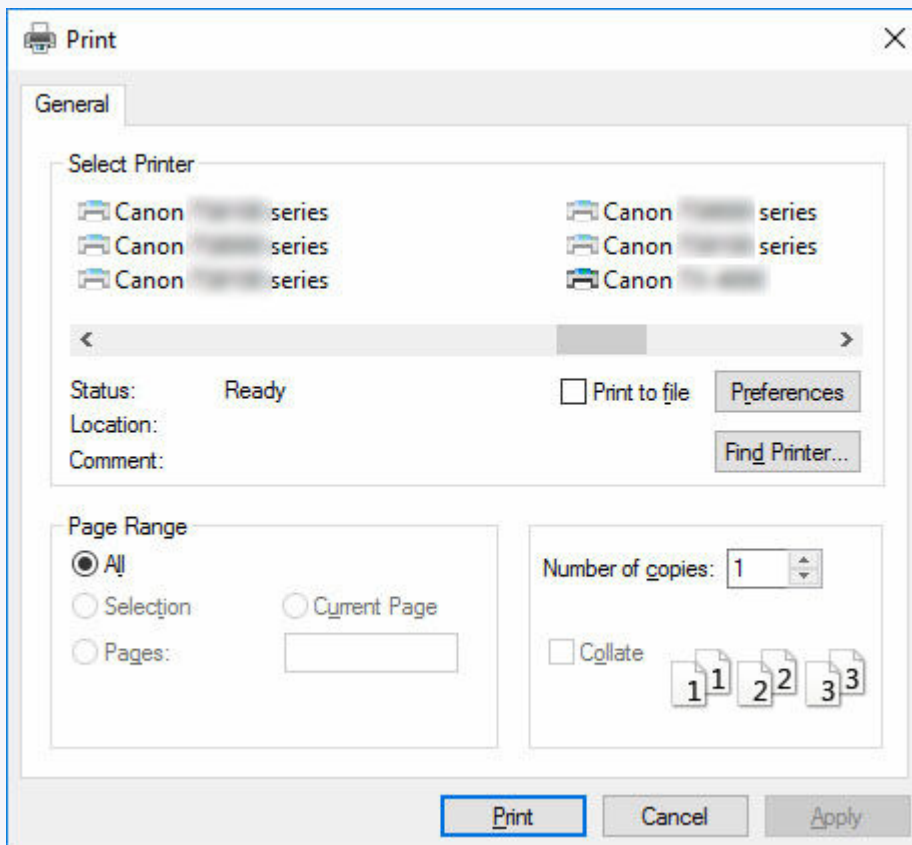 Print
General
Select Printer
Canon series
Canon series
Canon series
Canon series
Canon series
Canon
Status: Ready
Location:
Comment:
Print to file
Preferences
Find Printer...
Page Range
All
Selection
Current Page
Pages:
Number of copies: 1
Collate
1 1 2 2 3 3
Print Cancel Apply